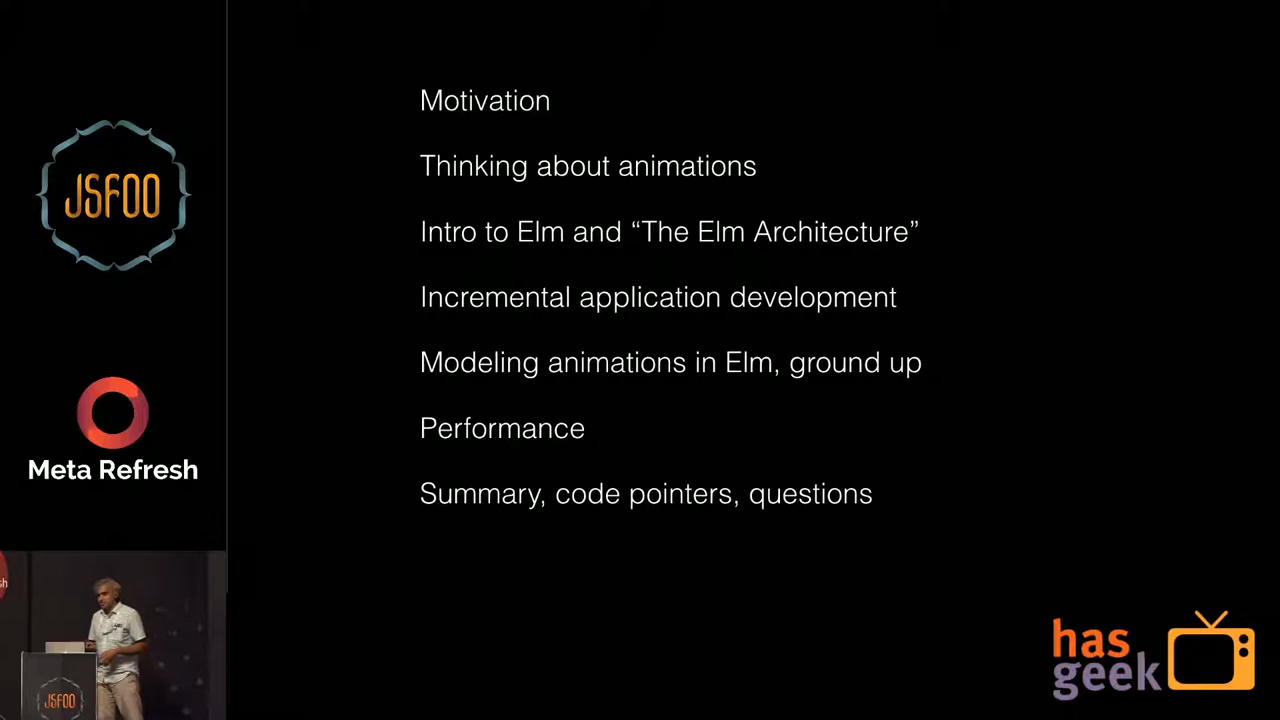 Motivation
Thinking about animations
Intro to Elm and “The Elm Architecture”
Incremental application development
Modeling animations in Elm, ground up
Performance
Summary, code pointers, questions
JSFOO
Meta Refresh
sh
JSFOO
has
geek